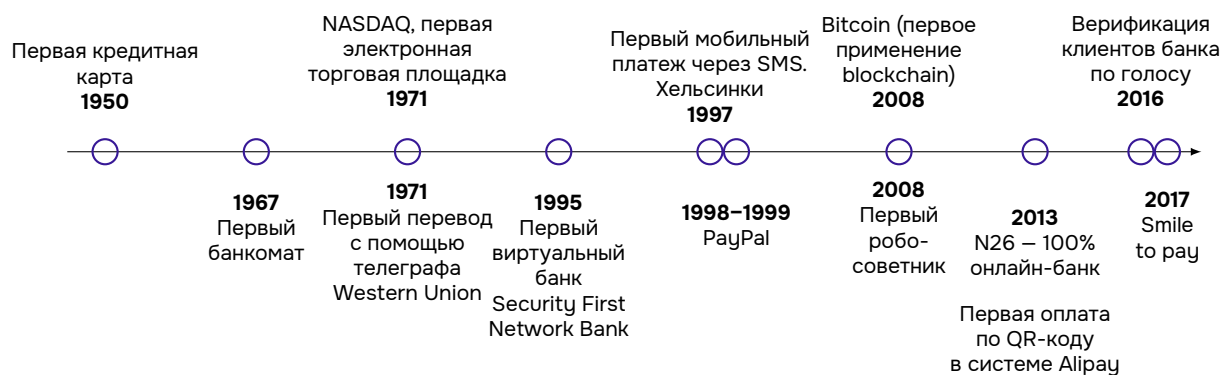 Первая кредитная
карта
1950
NASDAQ, первая
электронная
торговая площадка
1971
Первый мобильный
платеж через SMS.
Хельсинки
1997
Bitcoin (первое
применение
blockchain)
2008
Верификация
клиентов банка
по голосу
2016
1967
Первый
банкомат
1971
Первый перевод
с помощью
телеграфа
Western Union
1995
Первый
виртуальный
банк
Security First
Network Bank
1998–1999
PayPal
2008
Первый
робо-
советник
2013
N26 – 100%
онлайн-банк
Первая оплата
по QR-коду
в системе Alipay
2017
Smile
to pay